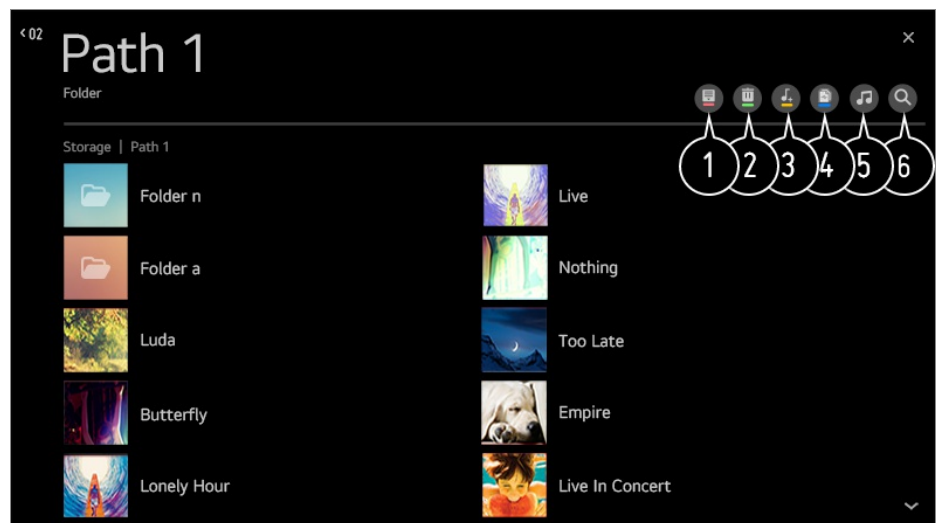 < 02
Path 1
Folder
Storage | Path 1
1 2 3 4 5 6
Folder n
Folder a
Luda
Butterfly
Lonely Hour
Live
Nothing
Too Late
Empire
Live In Concert